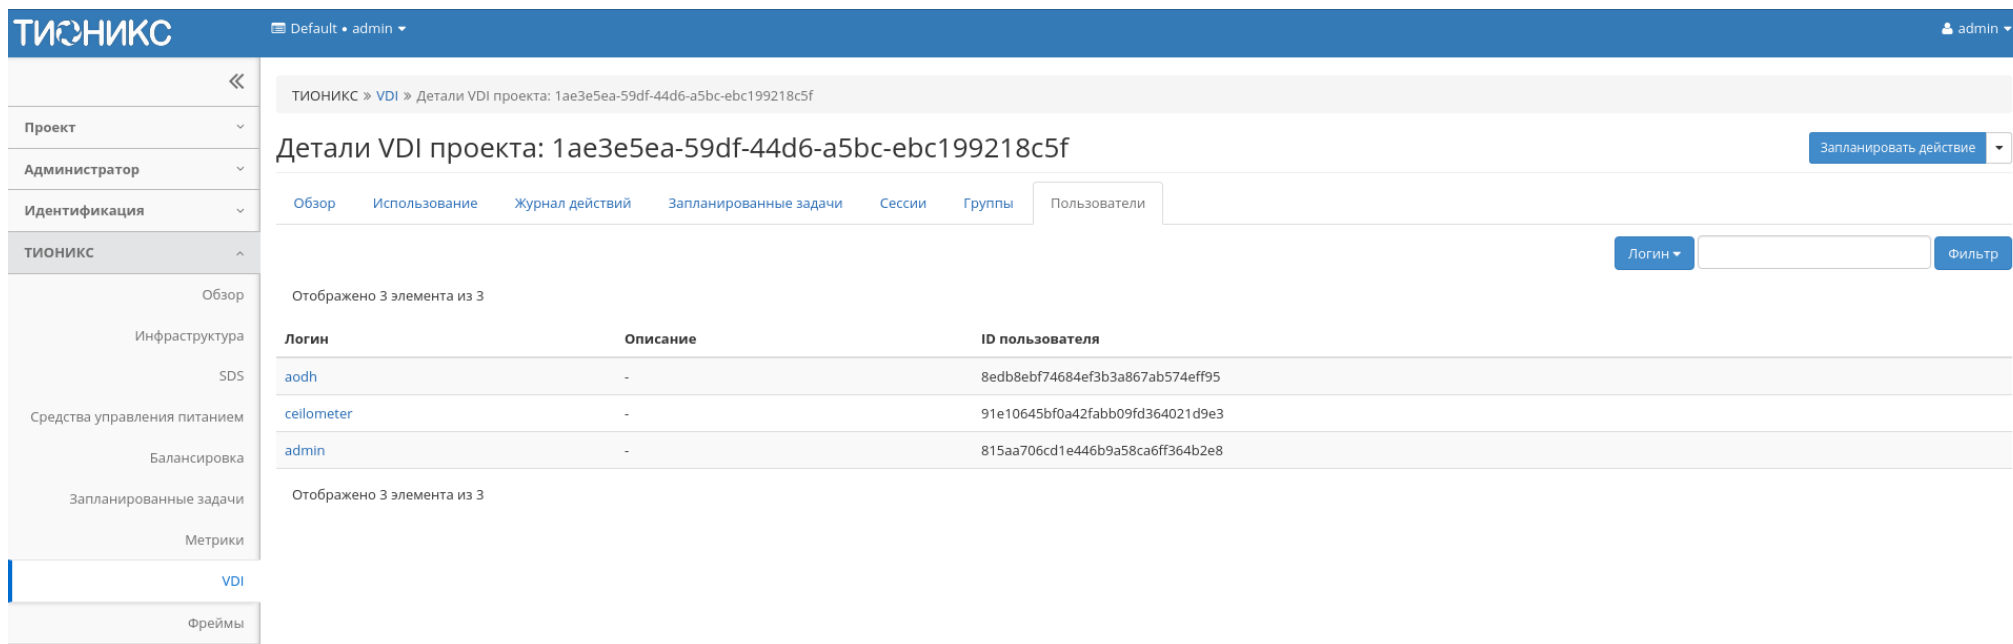 ТИОНИКС
Default • admin
admin
Проект
Администратор
Идентификация
ТИОНИКС
Обзор
Инфраструктура
SDS
Средства управления питанием
Балансировка
Запланированные задачи
Метрики
VDI
Фреймы
ТИОНИКС » VDI » Детали VDI проекта: 1ae3e5ea-59df-44d6-a5bc-ebc199218c5f
Детали VDI проекта: 1ae3e5ea-59df-44d6-a5bc-ebc199218c5f
Запланировать действие
Обзор Использование Журнал действий Запланированные задачи Сессии Группы Пользователи
Логин Фильтр
Отображено 3 элемента из 3
Логин Описание ID пользователя
aodh - 8edb8ebf74684ef3b3a867ab574eff95
ceilometer - 91e10645bf0a42fabb09fd364021d9e3
admin - 815aa706cd1e446b9a58ca6ff364b2e8
Отображено 3 элемента из 3